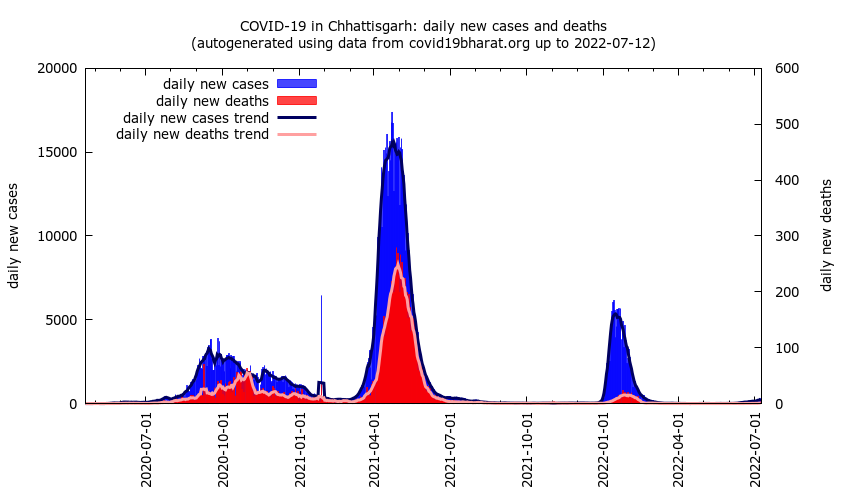 COVID-19 in Chhattisgarh: daily new cases and deaths
(autogenerated using data from covid19bharat.org up to 2022-07-12)
daily new cases
daily new deaths
daily new cases trend
daily new deaths trend
20000
15000
10000
5000
0
daily new cases
600
500
400
300
200
100
0
daily new deaths
2020-07-01
2020-10-01
2021-01-01
2021-04-01
2021-07-01
2021-10-01
2022-01-01
2022-04-01
2022-07-01